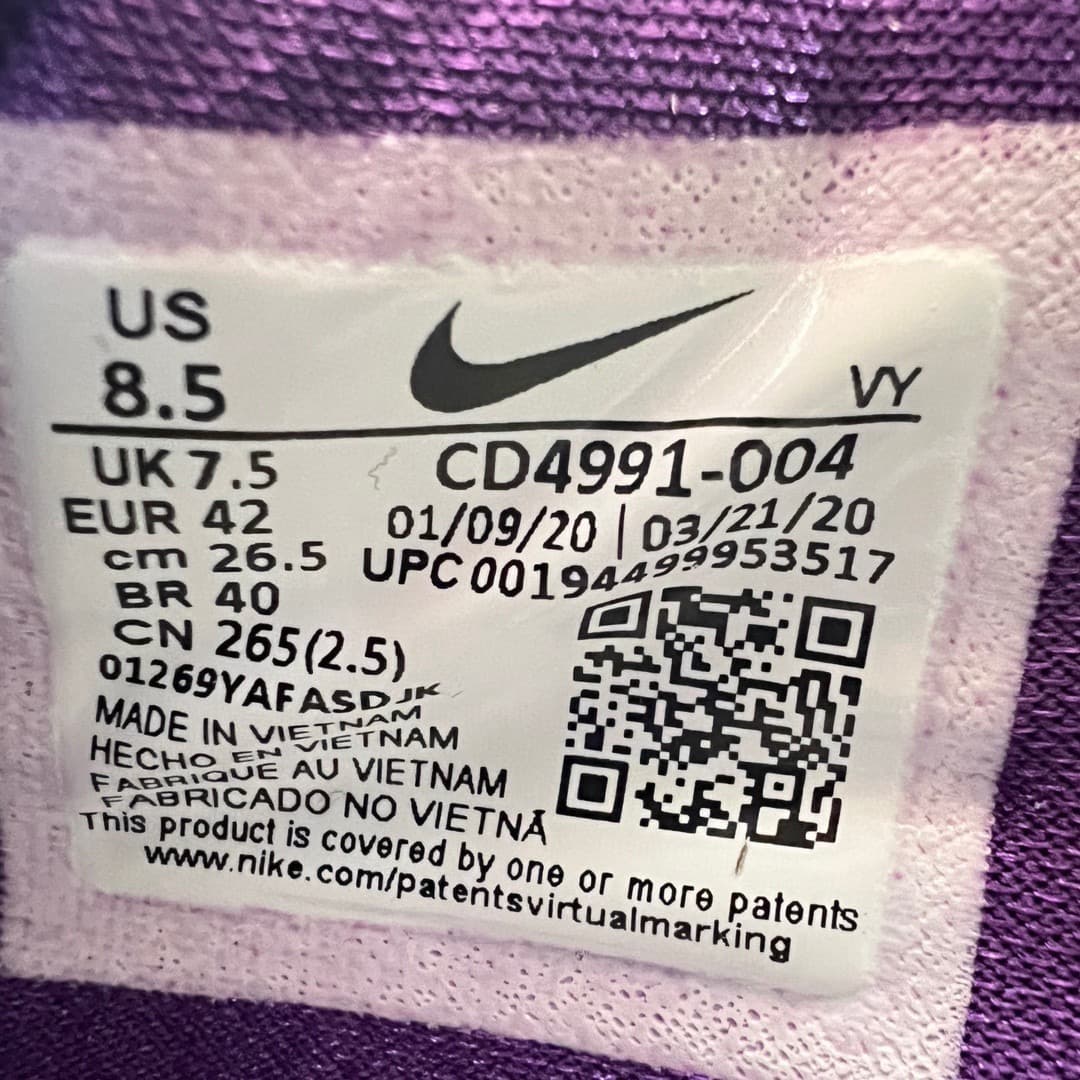 US
8.5
VY
UK 7.5
CD4991-004
EUR 42
01/09/20 | 03/21/20
cm 26.5
UPC 00194499953517
BR 40
CN 265(2.5)
01269YAFASDJK
MADE IN VIETNAM
HECHO EN VIETNAM
FABRIQUE AU VIETNAM
FABRICADO NO VIETNÃ
This product is covered by one or more patents
www.nike.com/patentsvirtualmarking